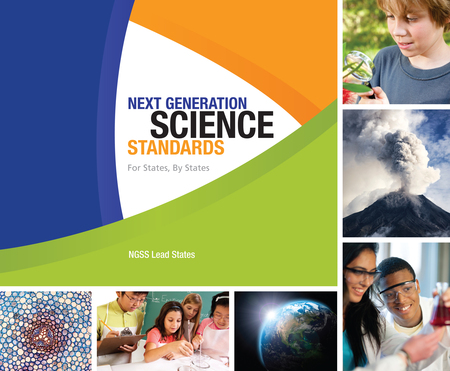 NEXT GENERATION
SCIENCE
STANDARDS
For States, By States
NGSS Lead States